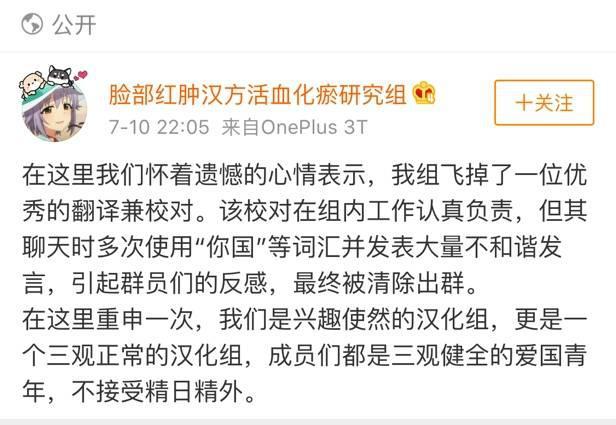 公开
脸部红肿汉方活血化瘀研究组
十关注
7-10 22:05 来自OnePlus 3T
在这里我们怀着遗憾的心情表示，我组飞掉了一位优
秀的翻译兼校对。该校对在组内工作认真负责，但其
聊天时多次使用“你国”等词汇并发表大量不和谐发
言，引起群员们的反感，最终被清除出群。
在这里重申一次，我们是兴趣使然的汉化组，更是一
个三观正常的汉化组，成员们都是三观健全的爱国青
年，不接受精日精外。